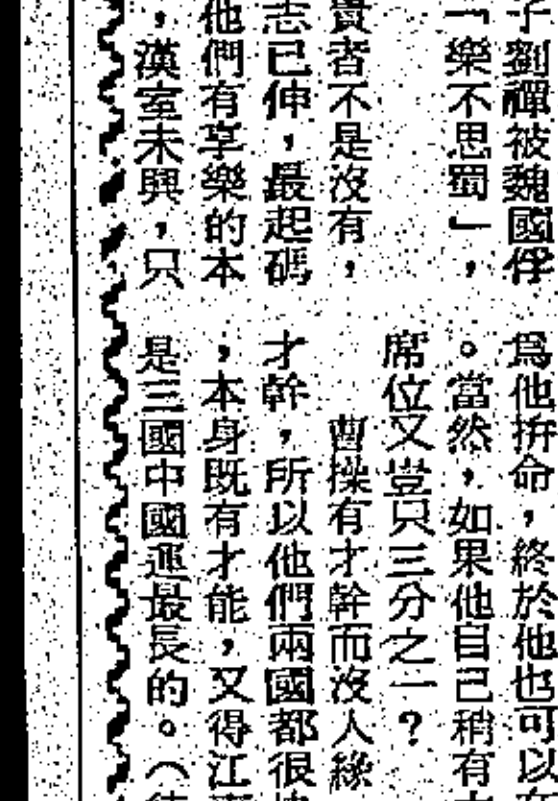 子劉禪被魏國俘
「樂不思蜀」，
貴者不是沒有，
志已伸，最起碼
他們有享樂的本
，漢室未興，只
爲他拚命，終於他也可以
。當然，如果他自己稍有
席位又豈只三分之一？
曹操有才幹而沒人緣
才幹，所以他們兩國都很
，本身既有才能，又得江
是三國中國運最長的。（